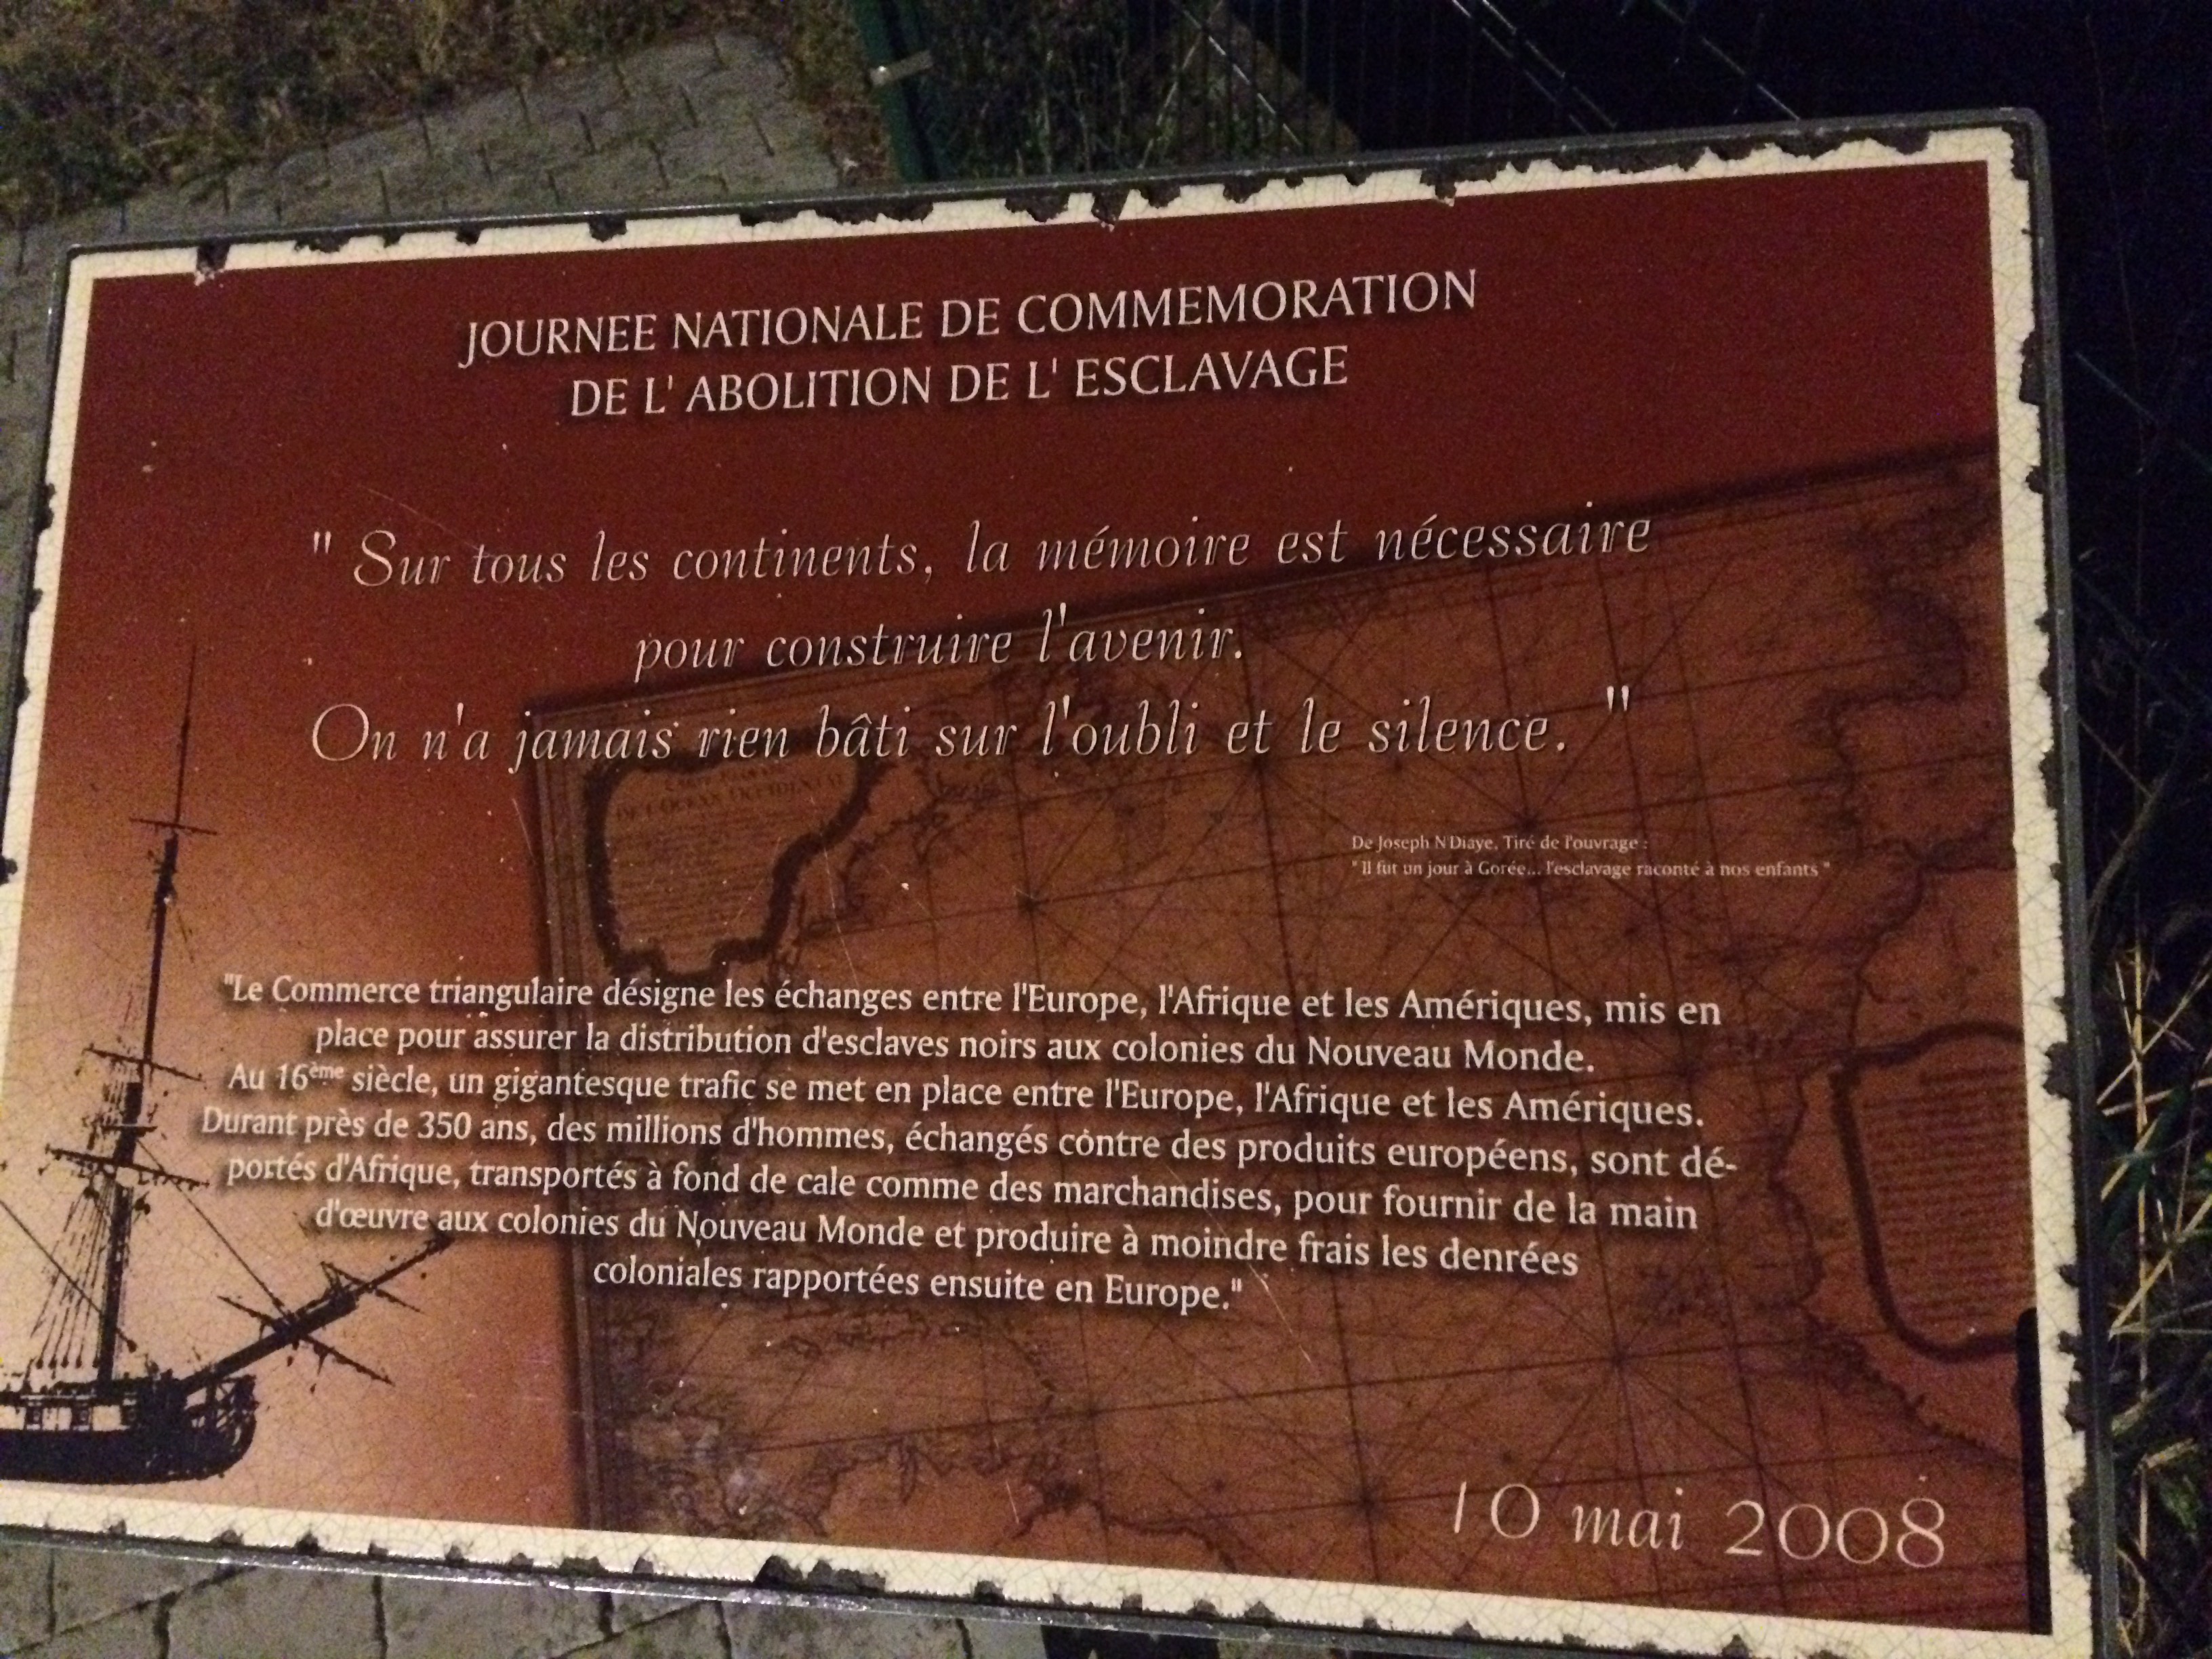 JOURNEE NATIONALE DE COMMEMORATION
DE L' ABOLITION DE L' ESCLAVAGE
" Sur tous les continents, la mémoire est nécessaire
pour construire l'avenir.
On n'a jamais rien bâti sur l'oubli et le silence. "
DE L'OCEAN OCCIDENTAL
De Joseph N'Diaye. Tiré de l'ouvrage :
" Il fut un jour à Gorée... l'esclavage raconté à nos enfants "
"Le Commerce triangulaire désigne les échanges entre l'Europe, l'Afrique et les Amériques, mis en
place pour assurer la distribution d'esclaves noirs aux colonies du Nouveau Monde.
Au 16ème siècle, un gigantesque trafic se met en place entre l'Europe, l'Afrique et les Amériques.
Durant près de 350 ans, des millions d'hommes, échangés contre des produits européens, sont dé-
portés d'Afrique, transportés à fond de cale comme des marchandises, pour fournir de la main
d'œuvre aux colonies du Nouveau Monde et produire à moindre frais les denrées
coloniales rapportées ensuite en Europe."
10 mai 2008